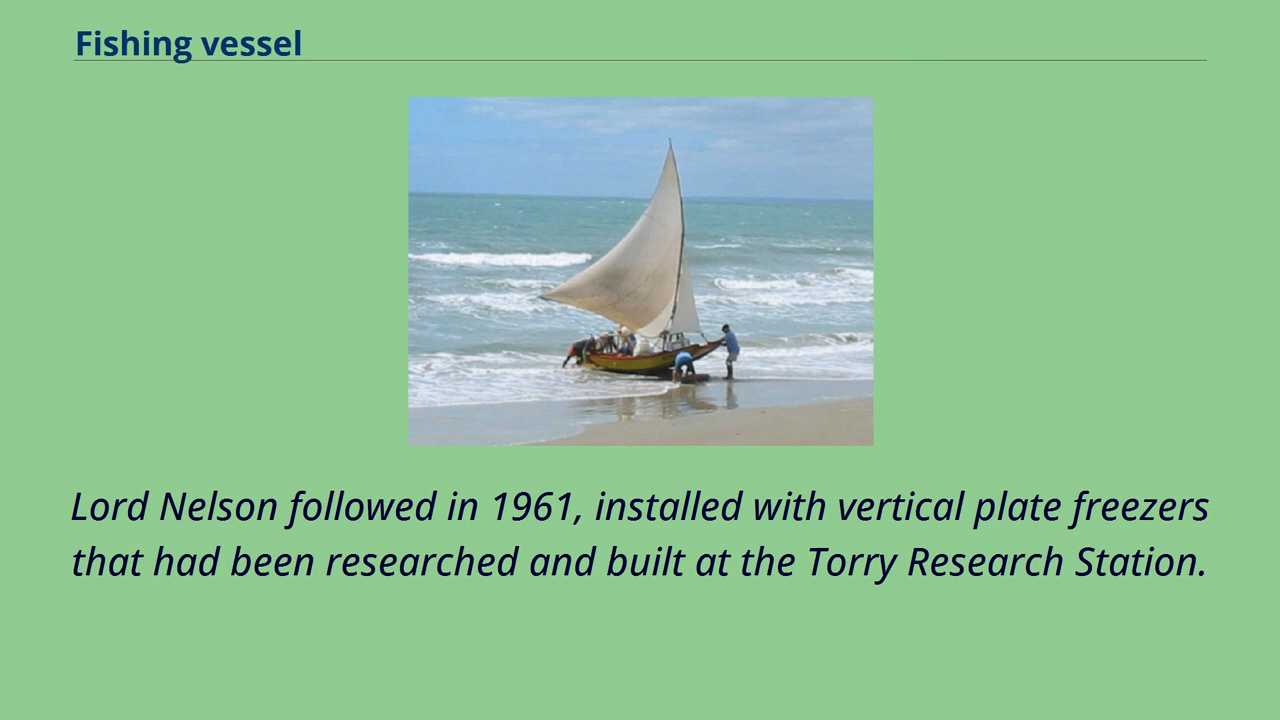 Fishing vessel
Lord Nelson followed in 1961, installed with vertical plate freezers
that had been researched and built at the Torry Research Station.